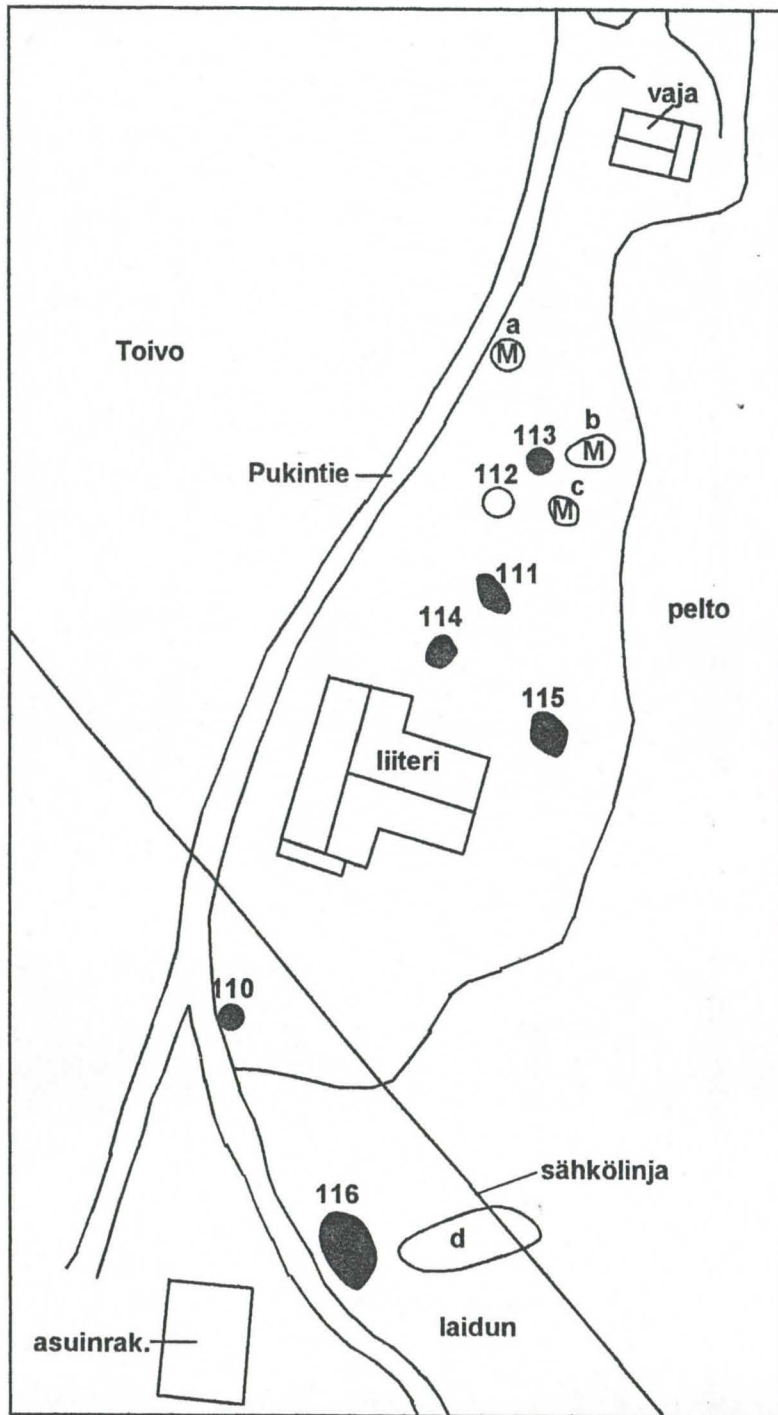 vaja
a
M
Toivo
b
113
M
Pukintie
112
c
M
111
pelto
114
115
liiteri
110
sähkölinja
116
d
laidun
asuinrak.